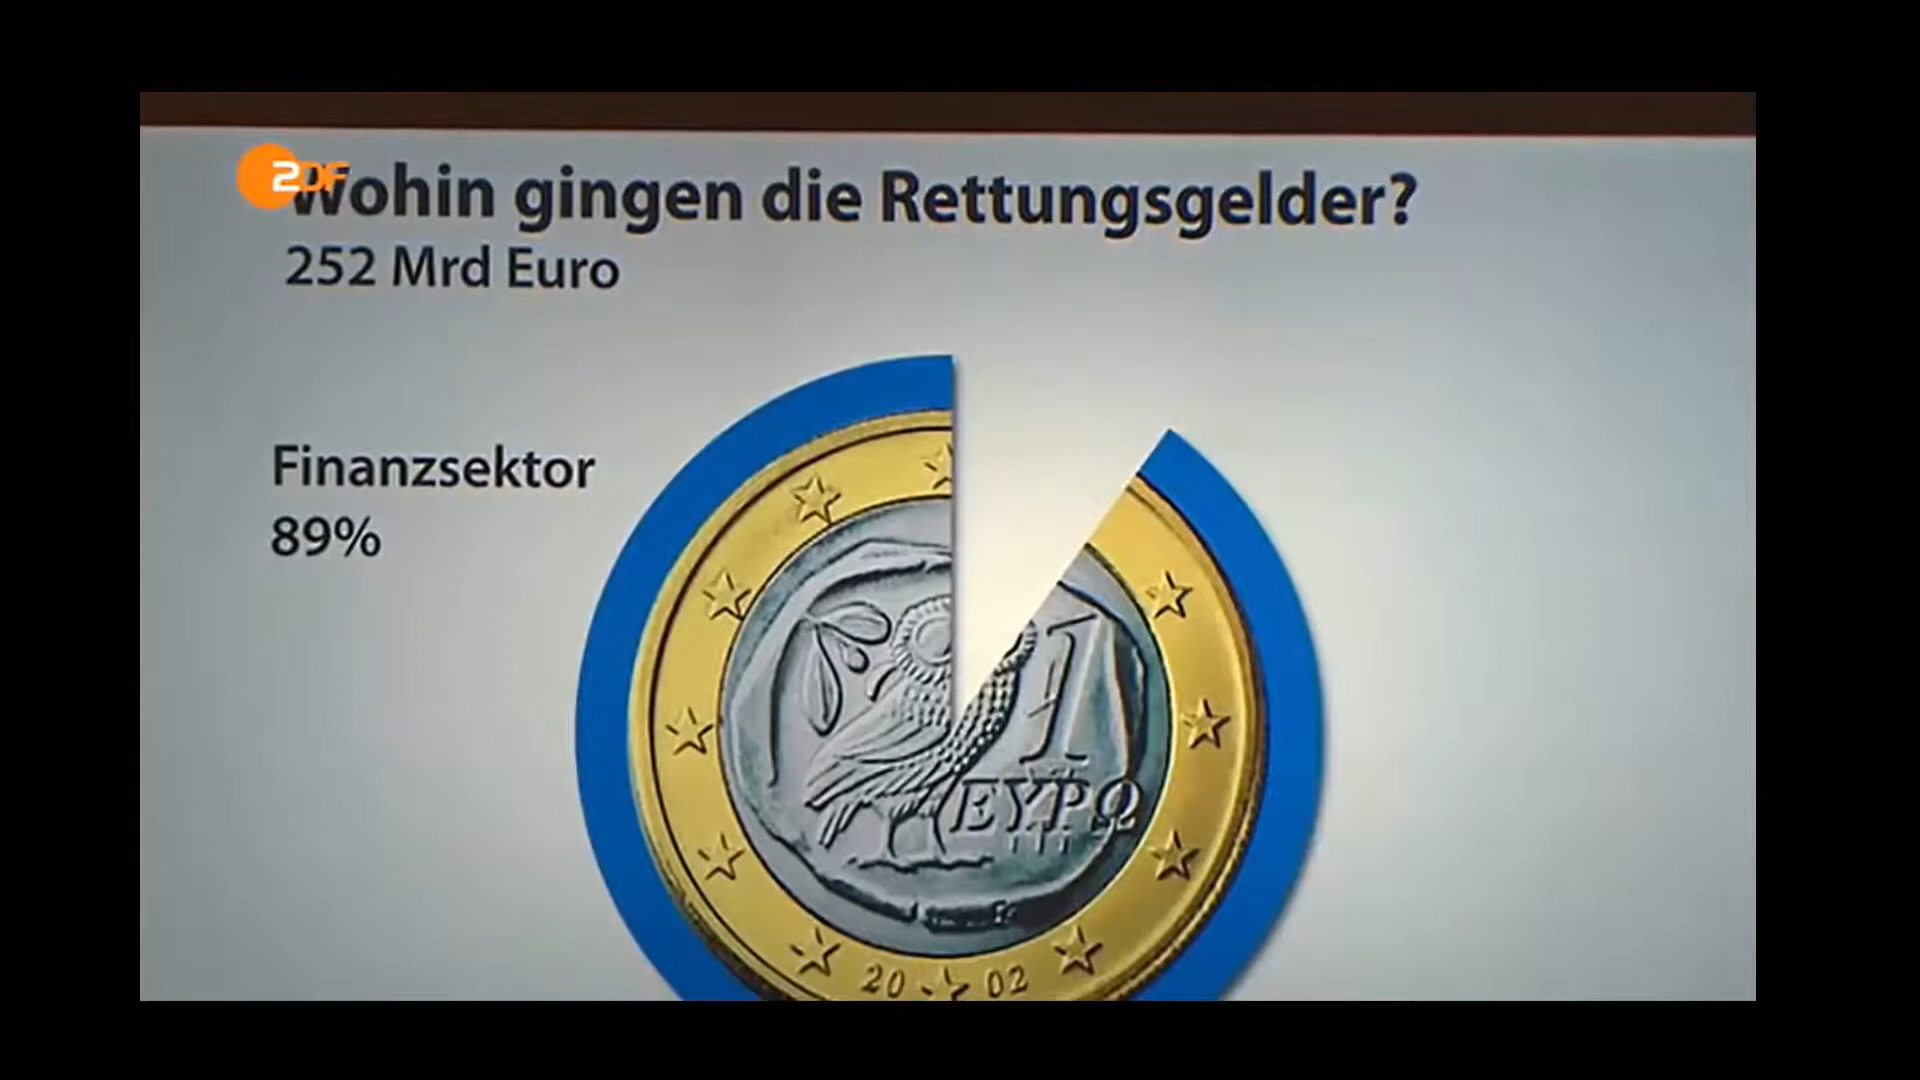 ZDF
Wohin gingen die Rettungsgelder?
252 Mrd Euro
Finanzsektor
89%
1
ΕΥΡΩ
20 02